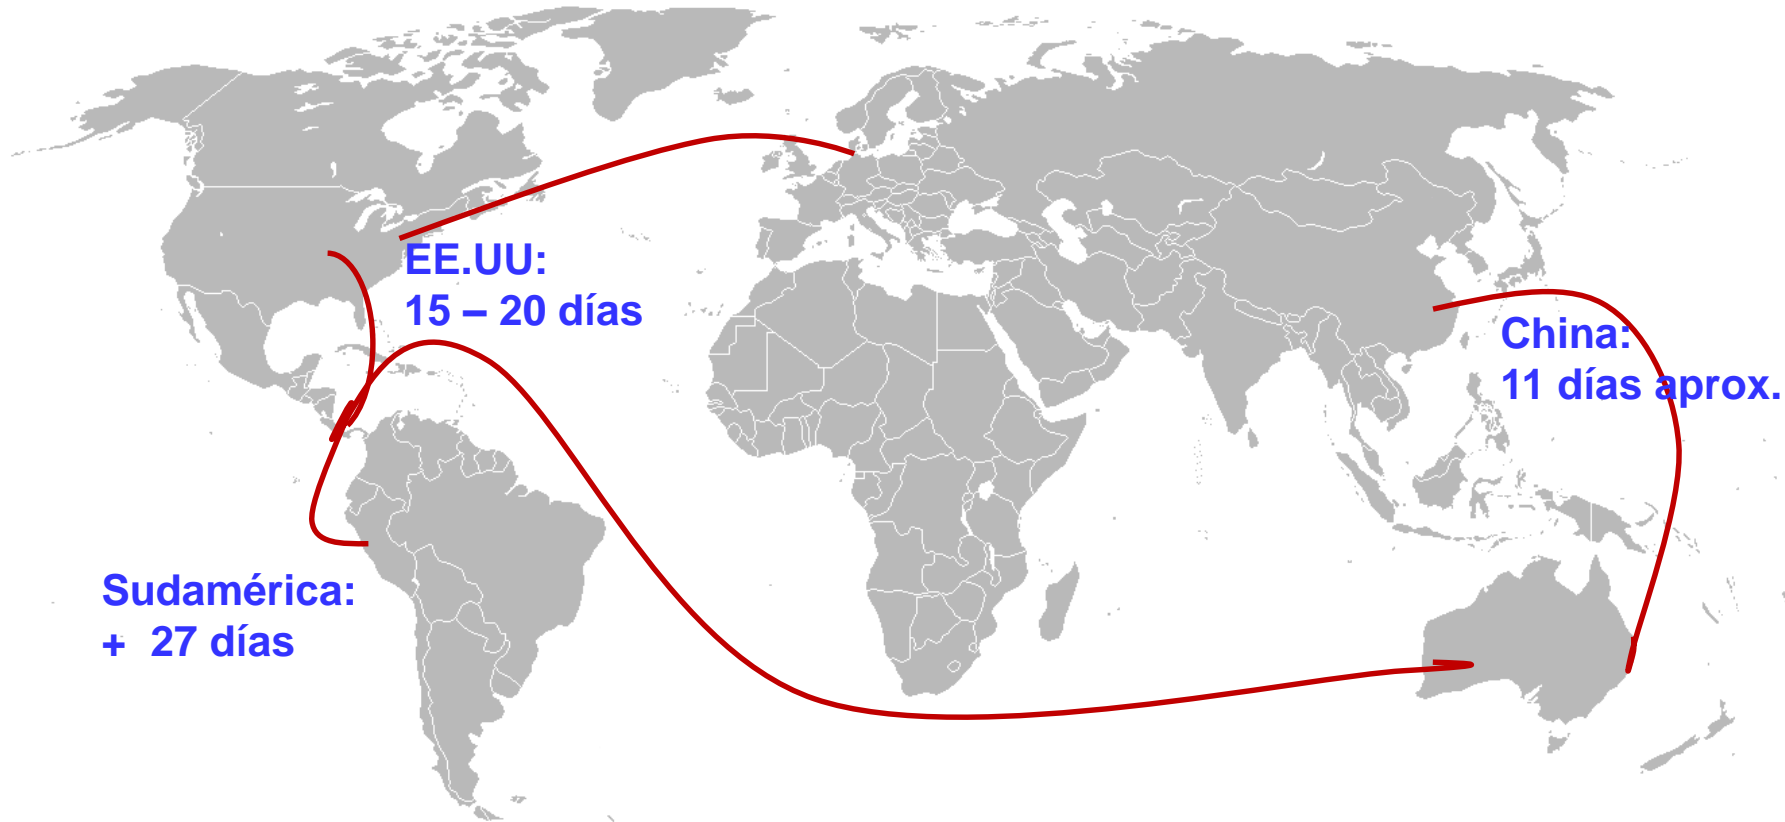 EE.UU:
15 – 20 días
China:
11 días aprox.
Sudamérica:
+ 27 días